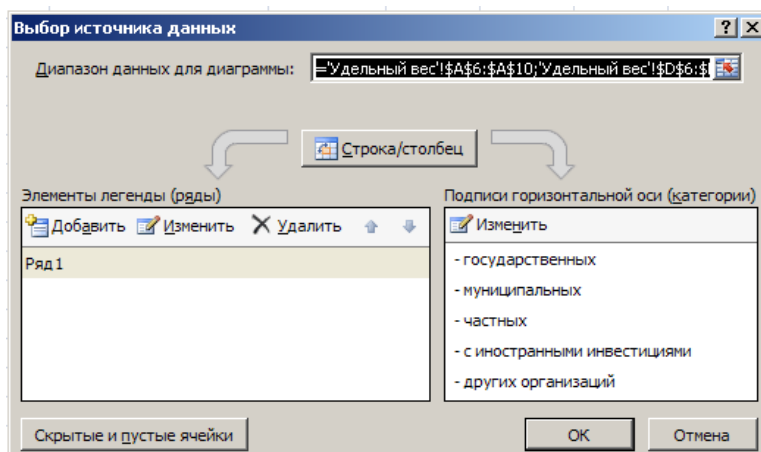 Выбор источника данных
Диапазон данных для диаграммы: ='Удельный вес'!$A$6:$A$10;'Удельный вес'!$D$6:$
Строка/столбец
Элементы легенды (ряды)
Добавить Изменить Удалить
Ряд1
Подписи горизонтальной оси (категории)
Изменить
- государственных
- муниципальных
- частных
- с иностранными инвестициями
- других организаций
Скрытые и пустые ячейки
ОК Отмена